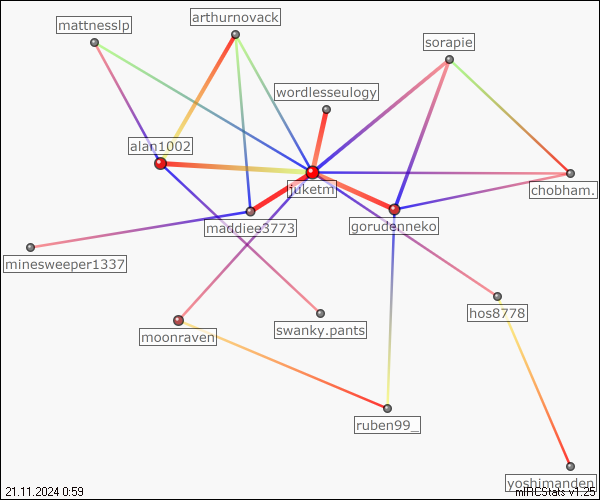 arthurnovack
mattnesslp
sorapie
wordlesseulogy
alan1002
juketm
chobham.
maddiee3773
gorudenneko
minesweeper1337
hos8778
swanky.pants
moonraven
ruben99_
yoshimanden
21.11.2024 0:59
mIRCStats v1.25